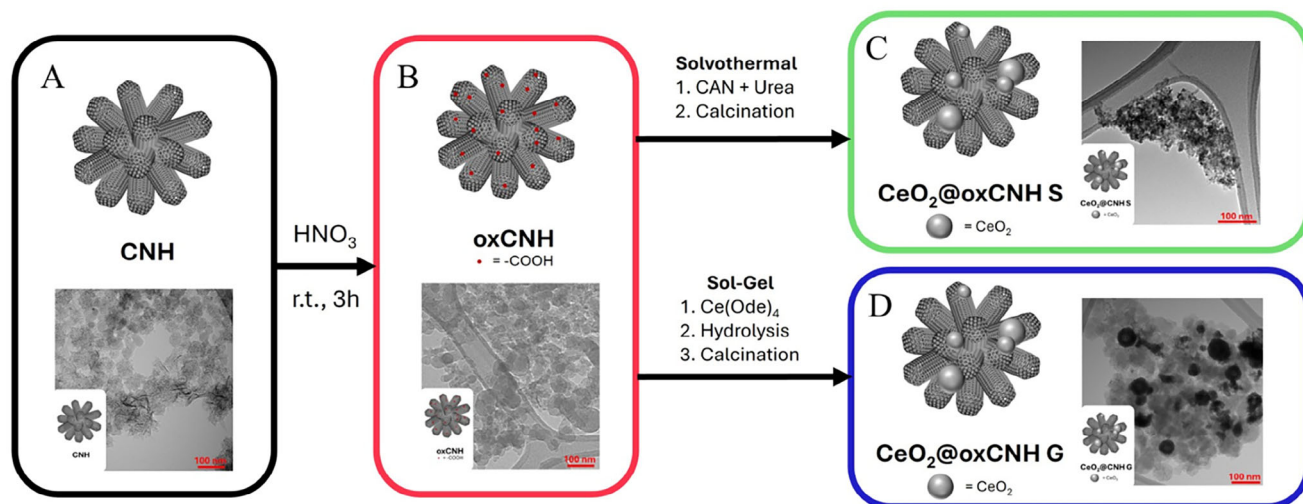 A
CNH
CNH
100 nm
HNO₃
r.t., 3h
B
oxCNH
• = -COOH
oxCNH
• = -COOH
100 nm
Solvothermal
1. CAN + Urea
2. Calcination
Sol-Gel
1. Ce(Ode)₄
2. Hydrolysis
3. Calcination
C
CeO₂@oxCNH S
= CeO₂
CeO₂@CNH S
= CeO₂
100 nm
D
CeO₂@oxCNH G
= CeO₂
CeO₂@CNH G
= CeO₂
100 nm